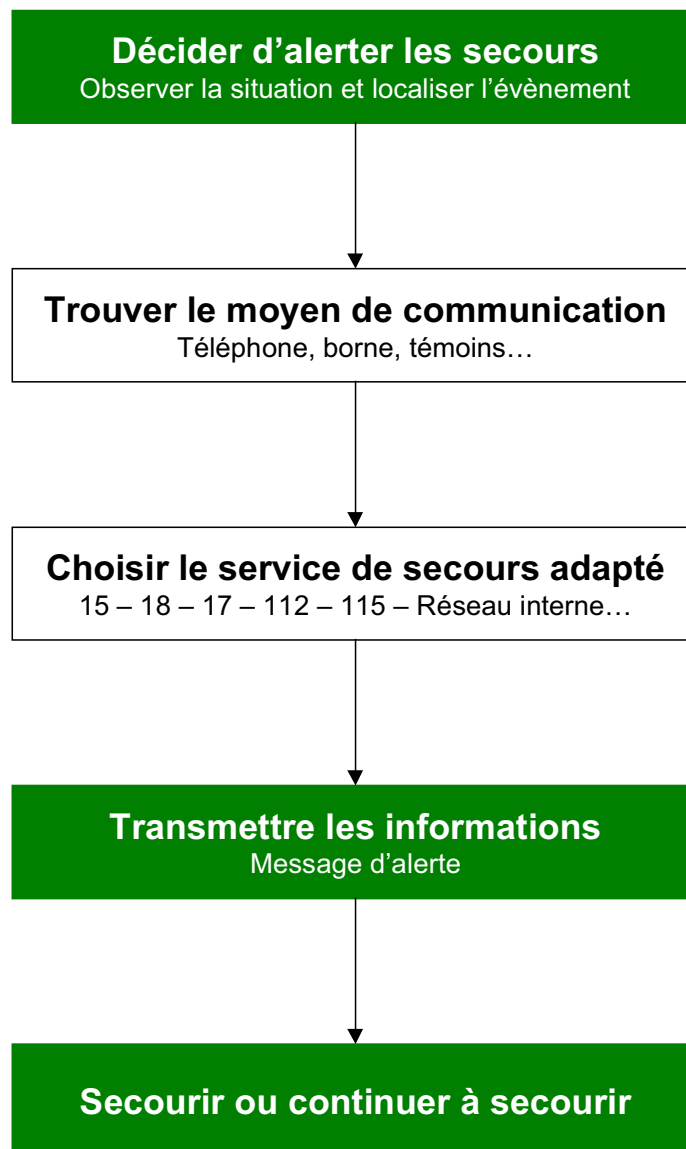 Décider d’alerter les secours
Observer la situation et localiser l’évènement
Trouver le moyen de communication
Téléphone, borne, témoins…
Choisir le service de secours adapté
15 – 18 – 17 – 112 – 115 – Réseau interne…
Transmettre les informations
Message d’alerte
Secourir ou continuer à secourir